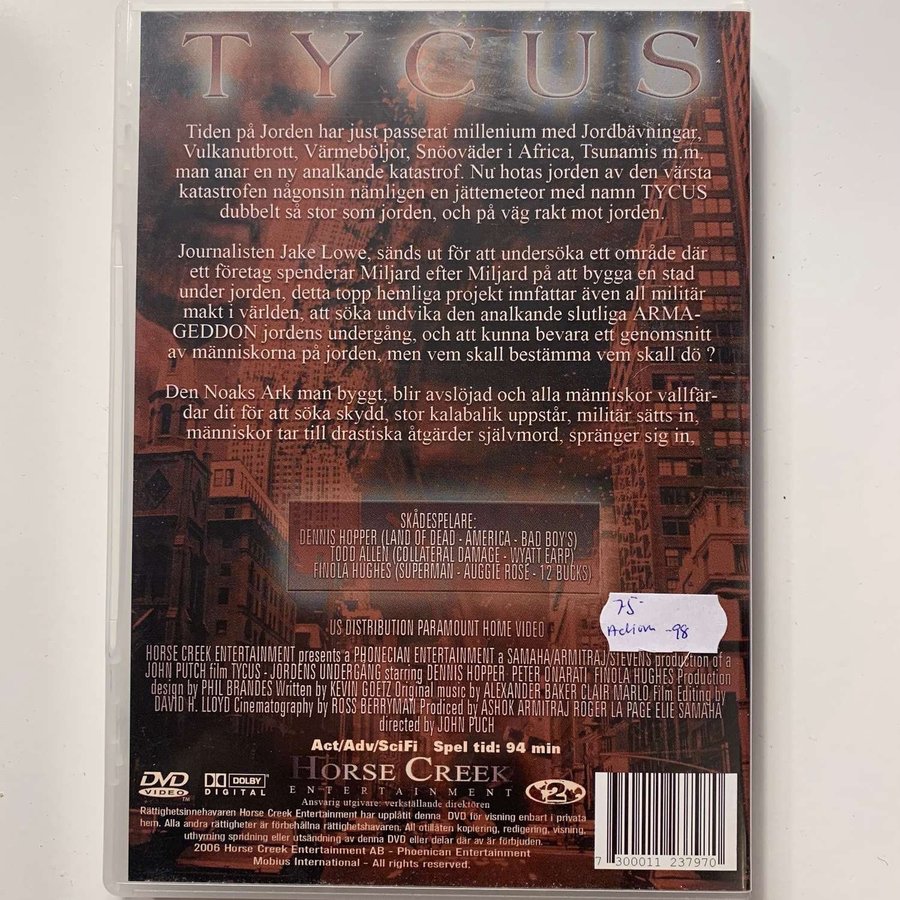 TYCUS
Tiden på Jorden har just passerat millenium med Jordbävningar,
Vulkanutbrott, Värmeböljor, Snöoväder i Africa, Tsunamis m.m.
man anar en ny analkande katastrof. Nu hotas jorden av den värsta
katastrofen någonsin nämligen en jättemeteor med namn TYCUS
dubbelt så stor som jorden, och på väg rakt mot jorden.
Journalisten Jake Lowe, sänds ut för att undersöka ett område där
ett företag spenderar Miljard efter Miljard på att bygga en stad
under jorden, detta topp hemliga projekt innfattar även all militär
makt i världen, att söka undvika den analkande slutliga ARMA-
GEDDON jordens undergång, och att kunna bevara ett genomsnitt
av människorna på jorden, men vem skall bestämma vem skall dö ?
Den Noaks Ark man byggt, blir avslöjad och alla människor vallfär-
dar dit för att söka skydd, stor kalabalik uppstår, militär sätts in,
människor tar till drastiska åtgärder självmord, spränger sig in,
SKÅDESPELARE:
DENNIS HOPPER (LAND OF DEAD - AMERICA - BAD BOY'S)
TODD ALLEN (COLLATERAL DAMAGE - WYATT EARP)
FINOLA HUGHES (SUPERMAN - AUGGIE ROSE - 12 BUCKS)
75-
Action -98
US DISTRIBUTION PARAMOUNT HOME VIDEO
HORSE CREEK ENTERTAINMENT presents a PHONECIAN ENTERTAINMENT a SAMAHA/ARMITRAJ/STEVENS production of a
JOHN PUTCH film TYCUS - JORDENS UNDERGÅNG starring DENNIS HOPPER PETER ONARATI FINOLA HUGHES Production
design by PHIL BRANDES Written by KEVIN GOETZ Original music by ALEXANDER BAKER CLAIR MARLO Film Editing by
DAVID H. LLOYD Cinematography by ROSS BERRYMAN Prodiced by ASHOK ARMITRAJ ROGER LA PAGE ELIE SAMAHA
directed by JOHN PUCH
Act/Adv/SciFi Spel tid: 94 min
HORSE CREEK
ENTERTAINMENT
DVD
VIDEO
DOLBY
DIGITAL
2
Ansvarig utgivare: verkställande direktören
Rättighetsinnehavaren Horse Creek Entertainment har upplåtit denna DVD för visning enbart i privata
hem. Alla andra rättigheter är förbehållna rättighetshavaren. All otillåten kopiering, redigering, visning,
uthyrning spridning eller utsändning av denna DVD eller delar där av är förbjuden.
2006 Horse Creek Entertainment AB - Phoenican Entertainment
Mobius International - All rights reserved.
7 300011 237970